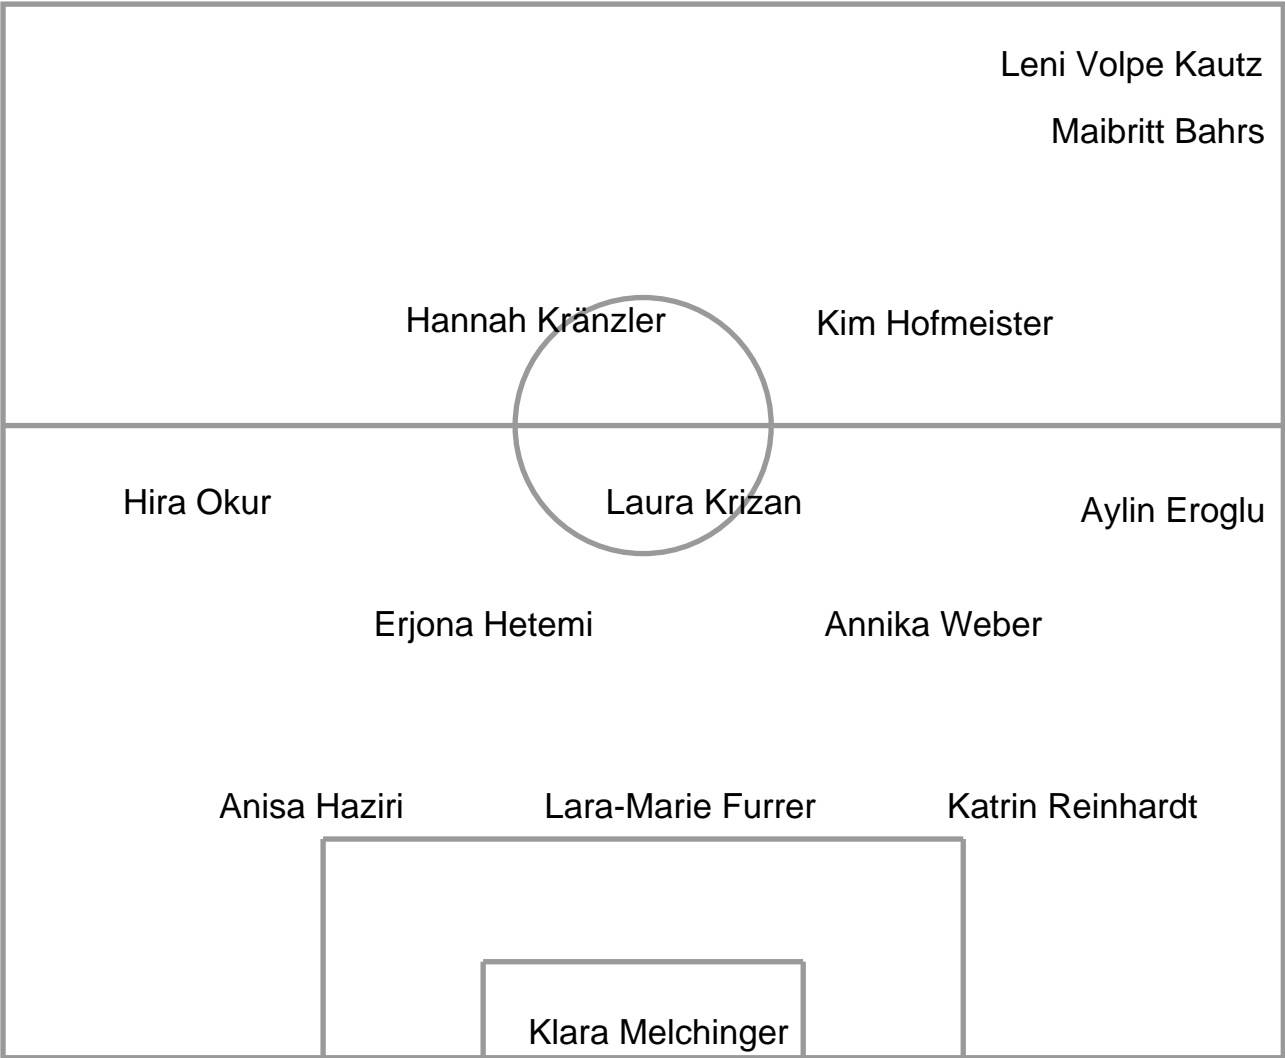 Leni Volpe Kautz
Maibritt Bahrs
Hannah Kränzler
Kim Hofmeister
Hira Okur
Laura Krizan
Aylin Eroglu
Erjona Hetemi
Annika Weber
Anisa Haziri
Lara-Marie Furrer
Katrin Reinhardt
Klara Melchinger